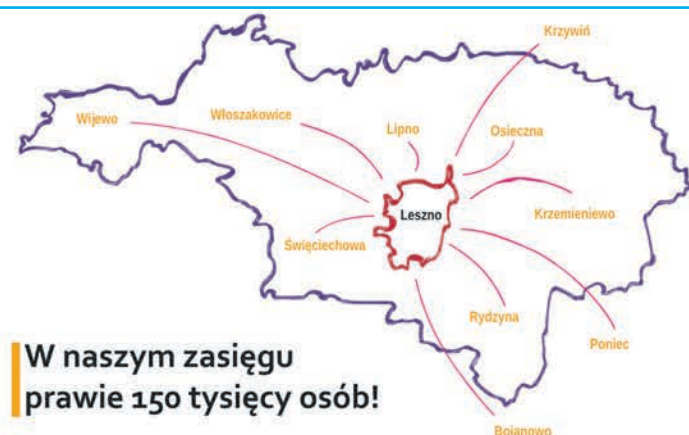 Krzywiń
Wijewo
Włoszakowice
Lipno
Osieczna
Leszno
Krzemieniewo
Święciechowa
Rydzyna
Poniec
W naszym zasięgu
prawie 150 tysięcy osób!
Bojanowo